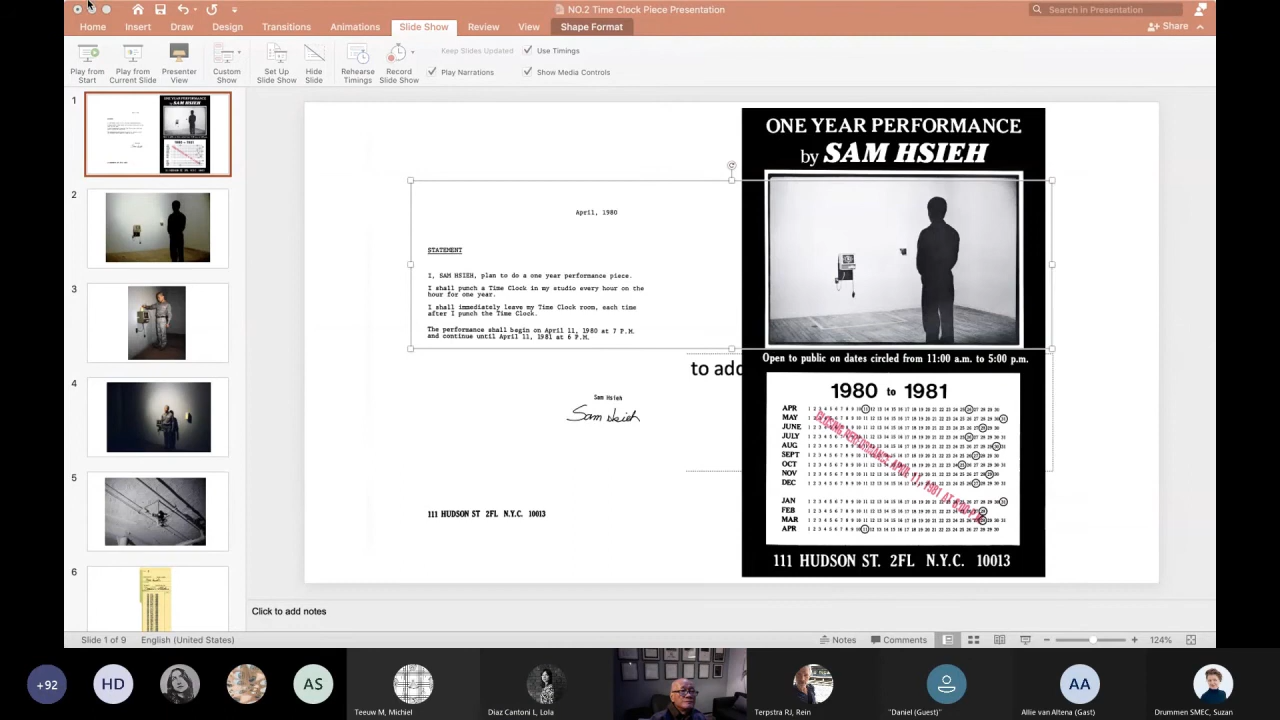 NO.2 Time Clock Piece Presentation
Search in Presentation
Home Insert Draw Design Transitions Animations Slide Show Review View Shape Format
Share
Play from Start
Play from Current Slide
Presenter View
Custom Show
Set Up Slide Show
Hide Slide
Rehearse Timings
Record Slide Show
Keep Slides Updated
Use Timings
Play Narrations
Show Media Controls
1
2
3
4
5
6
April, 1980
STATEMENT
I, SAM HSIEH, plan to do a one year performance piece.
I shall punch a Time Clock in my studio every hour on the
hour for one year.
I shall immediately leave my Time Clock room, each time
after I punch the Time Clock.
The performance shall begin on April 11, 1980 at 7 P.M.
and continue until April 11, 1981 at 6 P.M.
Sam Hsieh
Sam Hsieh
111 HUDSON ST 2FL N.Y.C. 10013
to add
ONE YEAR PERFORMANCE
by SAM HSIEH
Open to public on dates circled from 11:00 a.m. to 5:00 p.m.
1980 to 1981
APR
MAY
JUNE
JULY
AUG
SEPT
OCT
NOV
DEC
JAN
FEB
MAR
APR
111 HUDSON ST. 2FL N.Y.C. 10013
Click to add notes
Slide 1 of 9
English (United States)
Notes
Comments
124%
+92
HD
AS
Teeuw M, Michiel
Diaz Cantoni L, Lola
Terpstra RJ, Rein
"Daniel (Guest)"
AA
Allie van Altena (Gast)
Drummen SMEC, Suzan